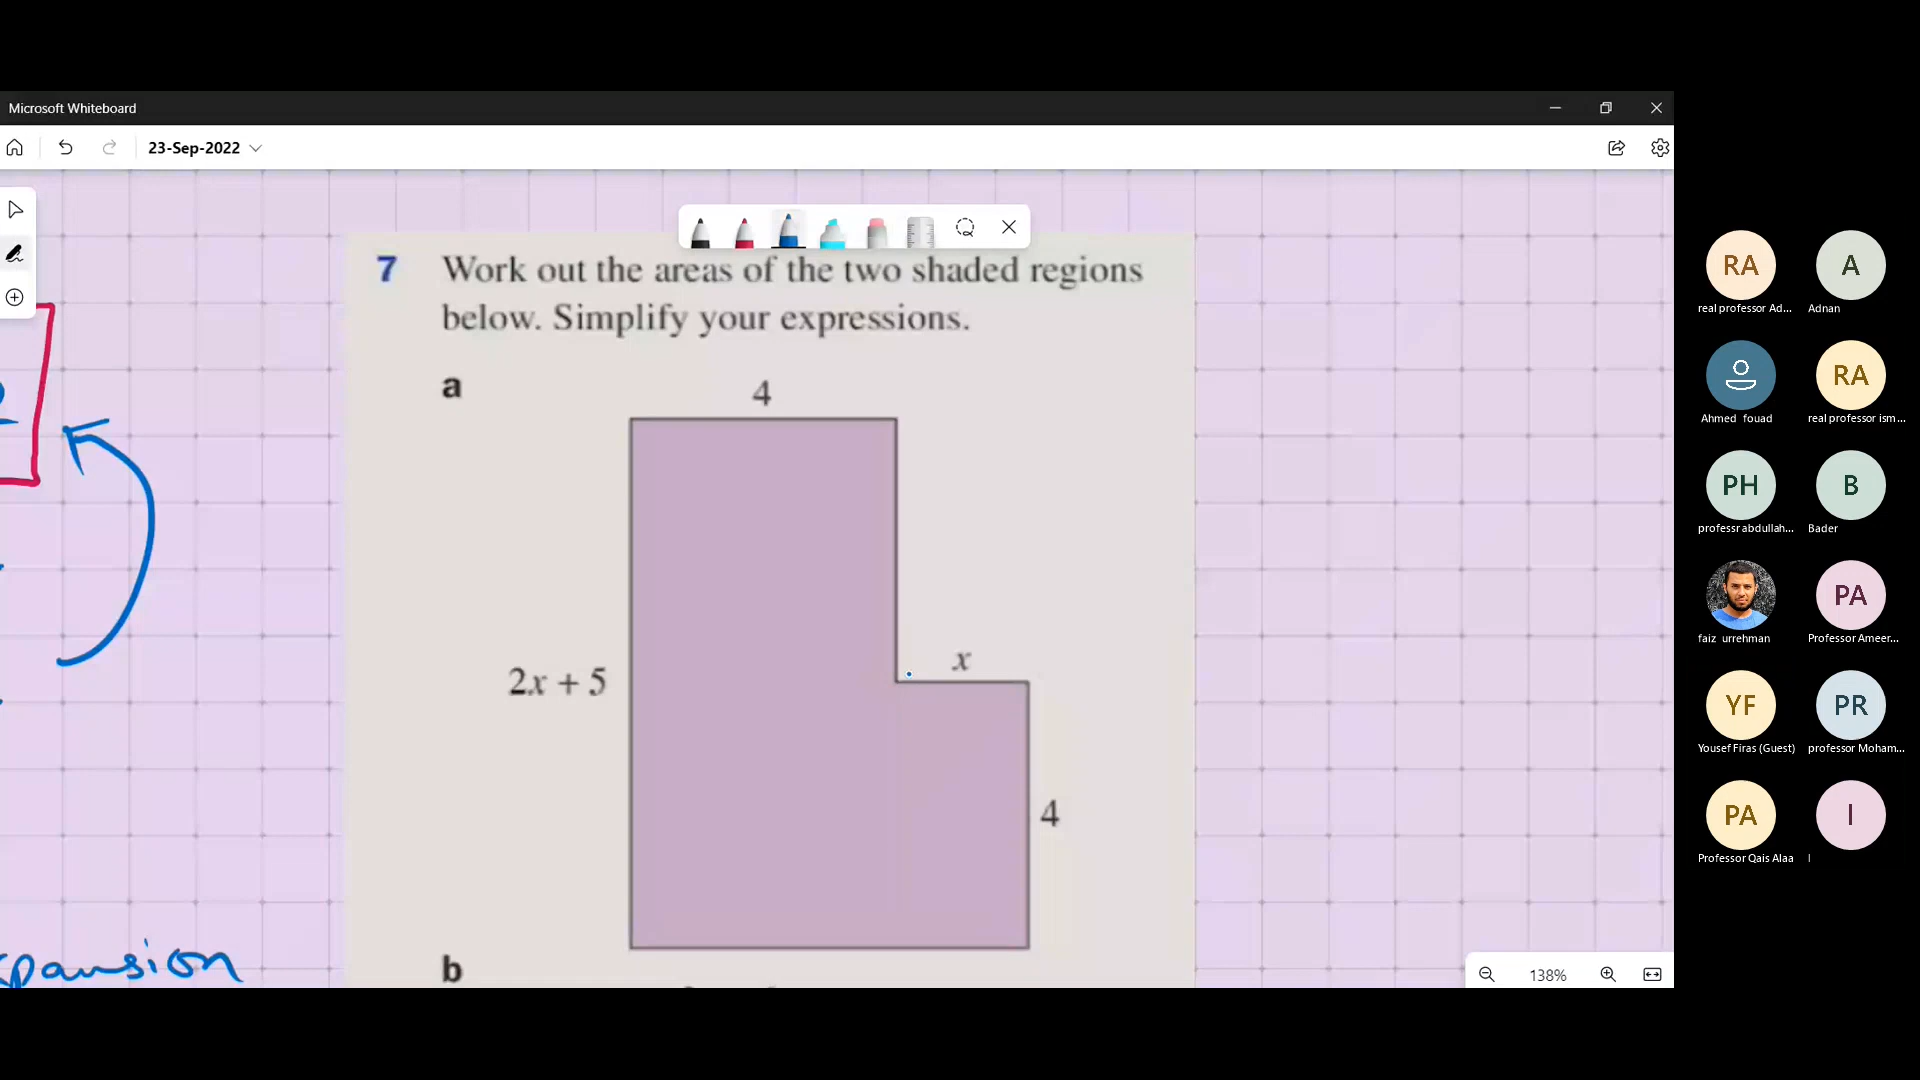 Microsoft Whiteboard
23-Sep-2022
7 Work out the areas of the two shaded regions
below. Simplify your expressions.
a
4
x
2x + 5
4
b
pansion
138%
RA
real professor Ad...
A
Adnan
Ahmed fouad
RA
real professor ism...
PH
professr abdullah...
B
Bader
faiz urrehman
PA
Professor Ameer...
YF
Yousef Firas (Guest)
PR
professor Moham...
PA
Professor Qais Alaa
I
I